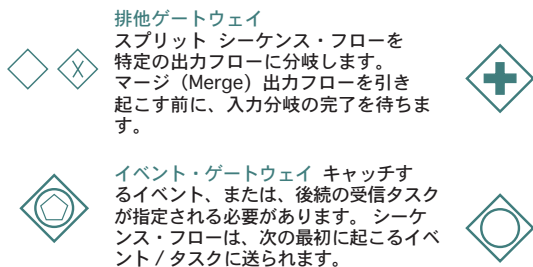 排他ゲートウェイ
スプリット シーケンス・フローを
特定の出力フローに分岐します。
マージ（Merge）出力フローを引き
起こす前に、入力分岐の完了を待ちま
す。
X
イベント・ゲートウェイ キャッチす
るイベント、または、後続の受信タスク
が指定される必要があります。 シーケ
ンス・フローは、次の最初に起こるイベ
ント / タスクに送られます。